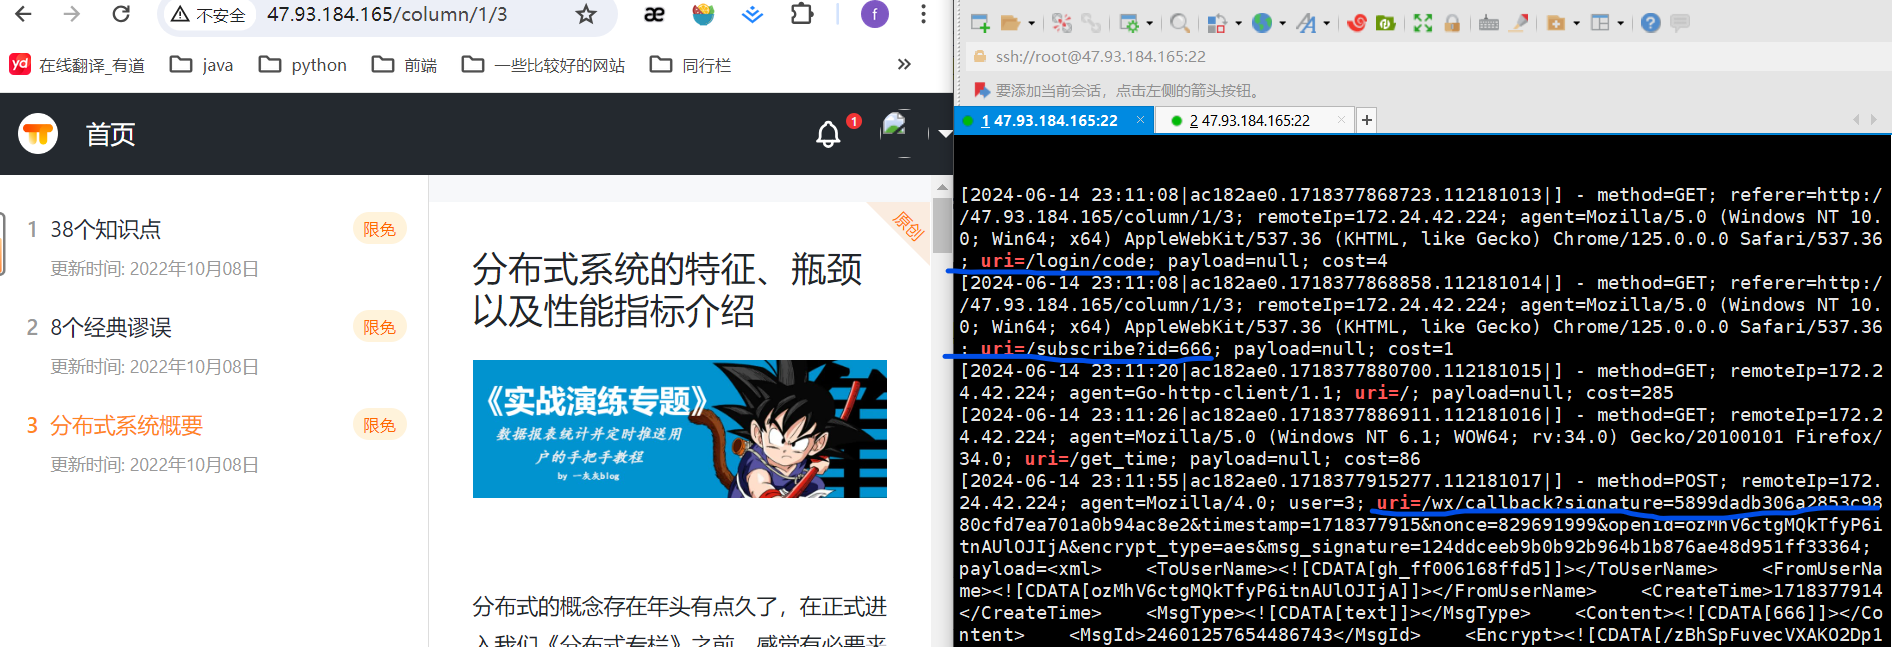 不安全 47.93.184.165/column/1/3
f
yd 在线翻译_有道 java python 前端 一些比较好的网站 同行栏 »
首页
1
1 38个知识点 限免
更新时间: 2022年10月08日
2 8个经典谬误 限免
更新时间: 2022年10月08日
3 分布式系统概要 限免
更新时间: 2022年10月08日
原创
分布式系统的特征、瓶颈
以及性能指标介绍
《实战演练专题》
数据报表统计并定时推送用
户的手把手教程
by 一灰灰blog
分布式的概念存在年头有点久了，在正式进
入我们《分布式专栏》之前，感觉有必要来
ssh://root@47.93.184.165:22
要添加当前会话，点击左侧的箭头按钮。
1 47.93.184.165:22 × 2 47.93.184.165:22 × +
[2024-06-14 23:11:08|ac182ae0.1718377868723.112181013|] - method=GET; referer=http:/
/47.93.184.165/column/1/3; remoteIp=172.24.42.224; agent=Mozilla/5.0 (Windows NT 10.
0; Win64; x64) AppleWebKit/537.36 (KHTML, like Gecko) Chrome/125.0.0.0 Safari/537.36
; uri=/login/code; payload=null; cost=4
[2024-06-14 23:11:08|ac182ae0.1718377868858.112181014|] - method=GET; referer=http:/
/47.93.184.165/column/1/3; remoteIp=172.24.42.224; agent=Mozilla/5.0 (Windows NT 10.
0; Win64; x64) AppleWebKit/537.36 (KHTML, like Gecko) Chrome/125.0.0.0 Safari/537.36
; uri=/subscribe?id=666; payload=null; cost=1
[2024-06-14 23:11:20|ac182ae0.1718377880700.112181015|] - method=GET; remoteIp=172.2
4.42.224; agent=Go-http-client/1.1; uri=/; payload=null; cost=285
[2024-06-14 23:11:26|ac182ae0.1718377886911.112181016|] - method=GET; remoteIp=172.2
4.42.224; agent=Mozilla/5.0 (Windows NT 6.1; WOW64; rv:34.0) Gecko/20100101 Firefox/
34.0; uri=/get_time; payload=null; cost=86
[2024-06-14 23:11:55|ac182ae0.1718377915277.112181017|] - method=POST; remoteIp=172.
24.42.224; agent=Mozilla/4.0; user=3; uri=/wx/callback?signature=5899dadb306a2853c98
80cfd7ea701a0b94ac8e2&timestamp=1718377915&nonce=829691999&openid=ozMhV6ctgMQkTfyP6i
tnAUlOJIjA&encrypt_type=aes&msg_signature=124ddceeb9b0b92b964b1b876ae48d951ff33364;
payload=<xml> <ToUserName><![CDATA[gh_ff006168ffd5]]></ToUserName> <FromUserNa
me><![CDATA[ozMhV6ctgMQkTfyP6itnAUlOJIjA]]></FromUserName> <CreateTime>1718377914
</CreateTime> <MsgType><![CDATA[text]]></MsgType> <Content><![CDATA[666]]></Co
ntent> <MsgId>24601257654486743</MsgId> <Encrypt><![CDATA[/zBhSpFuvecVXAKO2Dp1